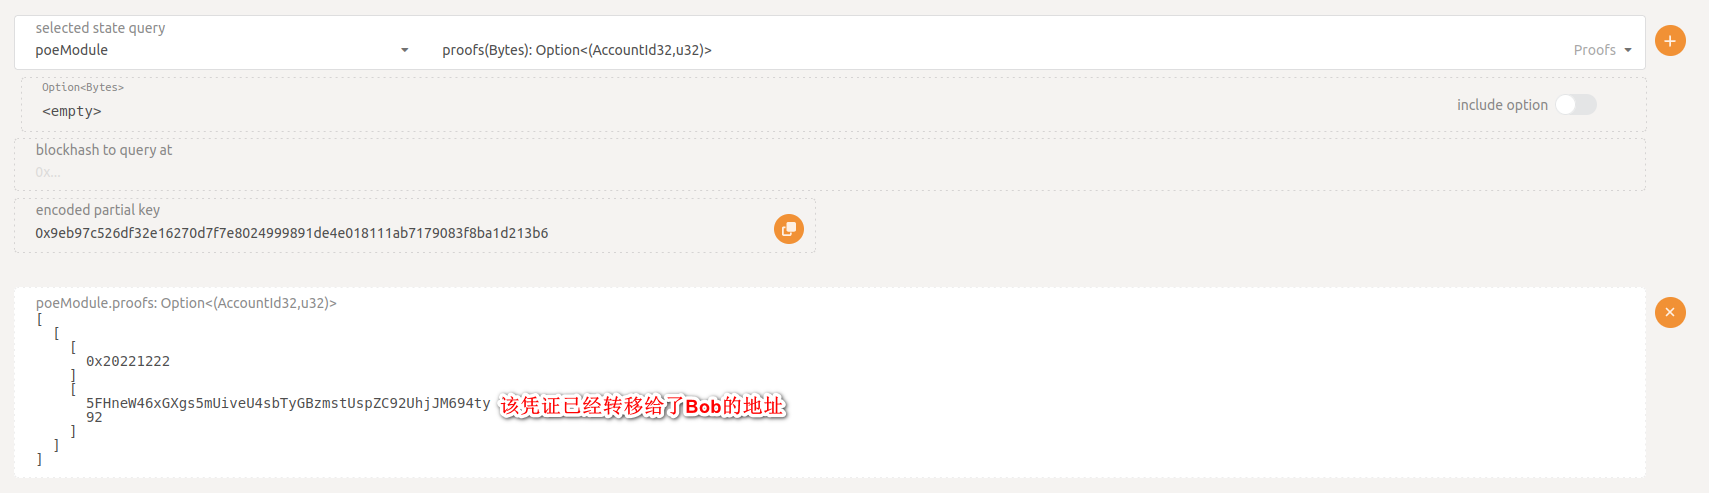 selected state query
poeModule
proofs(Bytes): Option<(AccountId32,u32)>
Proofs
Option<Bytes>
<empty>
include option
blockhash to query at
0x...
encoded partial key
0x9eb97c526df32e16270d7f7e8024999891de4e018111ab7179083f8ba1d213b6
poeModule.proofs: Option<(AccountId32,u32)>
[
[
[
0x20221222
]
[
5FHneW46xGXgs5mUiveU4sbTyGBzmstUspZC92UhjJM694ty 该凭证已经转移给了Bob的地址
92
]
]
]